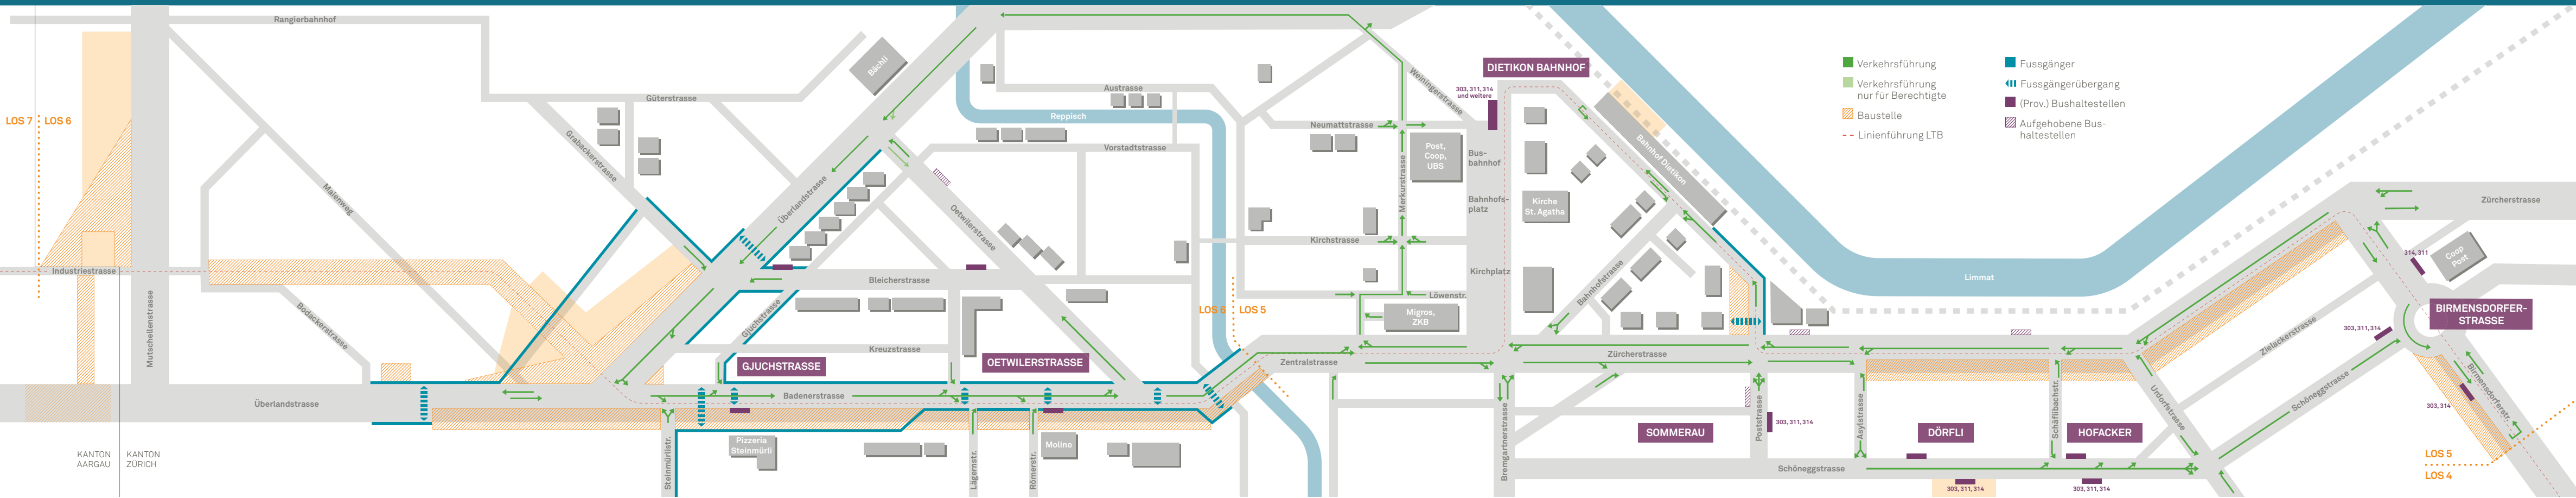 Rangierbahnhof
LOS 7
LOS 6
Industriestrasse
Mutschellenstrasse
KANTON
AARGAU
KANTON
ZÜRICH
Maienweg
Bodackerstrasse
Überlandstrasse
Güterstrasse
Grabackerstrasse
Bächli
Überlandstrasse
Gjuchstrasse
Bleicherstrasse
Kreuzstrasse
GJUCHSTRASSE
Badenerstrasse
Steinmürlistr.
Pizzeria
Steinmürli
Oetwilerstrasse
OETWILERSTRASSE
Lägernstr.
Römerstr.
Molino
Reppisch
Austrasse
Vorstadtstrasse
LOS 6
LOS 5
Neumattstrasse
Kirchstrasse
Merkurstrasse
Weiningerstrasse
Löwenstr.
Post,
Coop,
UBS
Migros,
ZKB
Zentralstrasse
DIETIKON BAHNHOF
303, 311, 314
und weitere
Bus-
bahnhof
Bahnhofs-
platz
Kirchplatz
Kirche
St. Agatha
Bahnhof Dietikon
Bahnhofstrasse
Zürcherstrasse
Bremgartnerstrasse
SOMMERAU
Poststrasse
303, 311, 314
Asylstrasse
Schöneggstrasse
DÖRFLI
303, 311, 314
Schäflibachstr.
HOFACKER
303, 311, 314
Urdorfstrasse
Limmat
Verkehrsführung
Verkehrsführung
nur für Berechtigte
Baustelle
Linienführung LTB
Fussgänger
Fussgängerübergang
(Prov.) Bushaltestellen
Aufgehobene Bus-
haltestellen
Zürcherstrasse
314, 311
Coop
Post
BIRMENSDORFER-
STRASSE
303, 311, 314
Zielackerstrasse
Schöneggstrasse
Birmensdorferstr.
303, 314
LOS 5
LOS 4